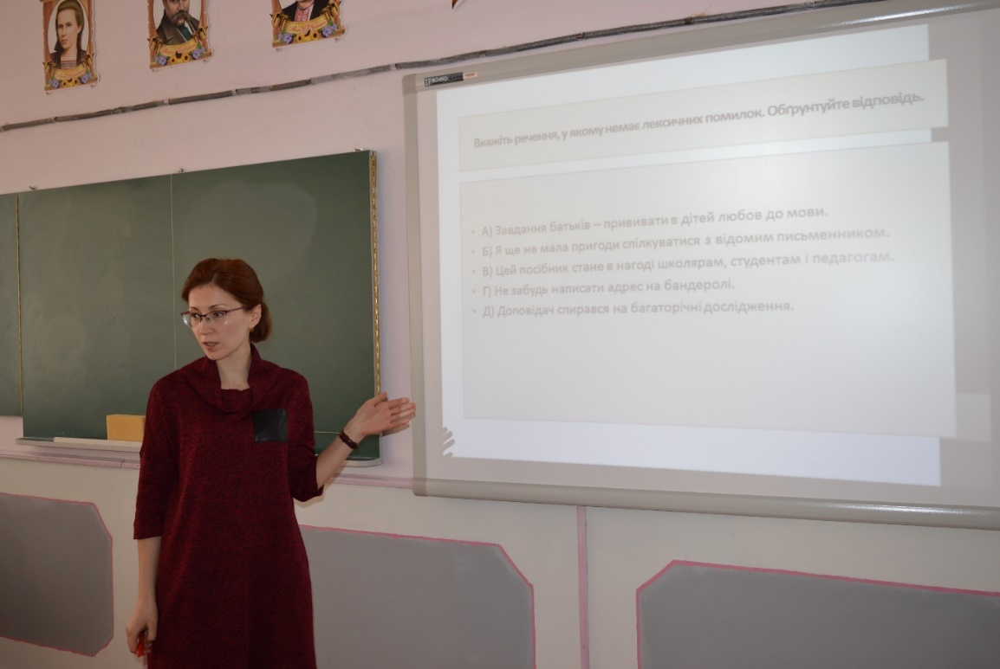 Вкажіть речення, у якому немає лексичних помилок. Обґрунтуйте відповідь.
• А) Завдання батьків – прививати в дітей любов до мови.
• Б) Я ще не мала пригоди спілкуватися з відомим письменником.
• В) Цей посібник стане в нагоді школярам, студентам і педагогам.
• Г) Не забудь написати адрес на бандеролі.
• Д) Доповідач спирався на багаторічні дослідження.